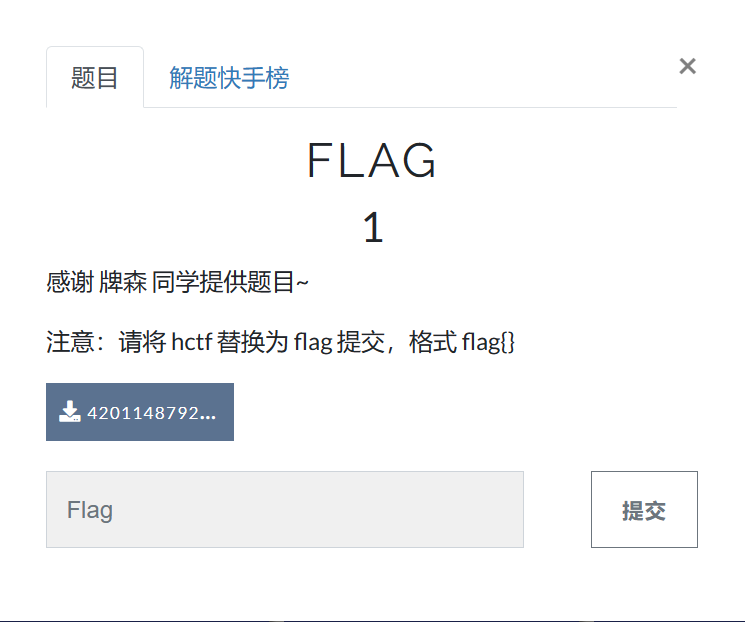 题目
解题快手榜
×
FLAG
1
感谢 牌森 同学提供题目~
注意：请将 hctf 替换为 flag 提交，格式 flag{}
4201148792...
Flag
提交